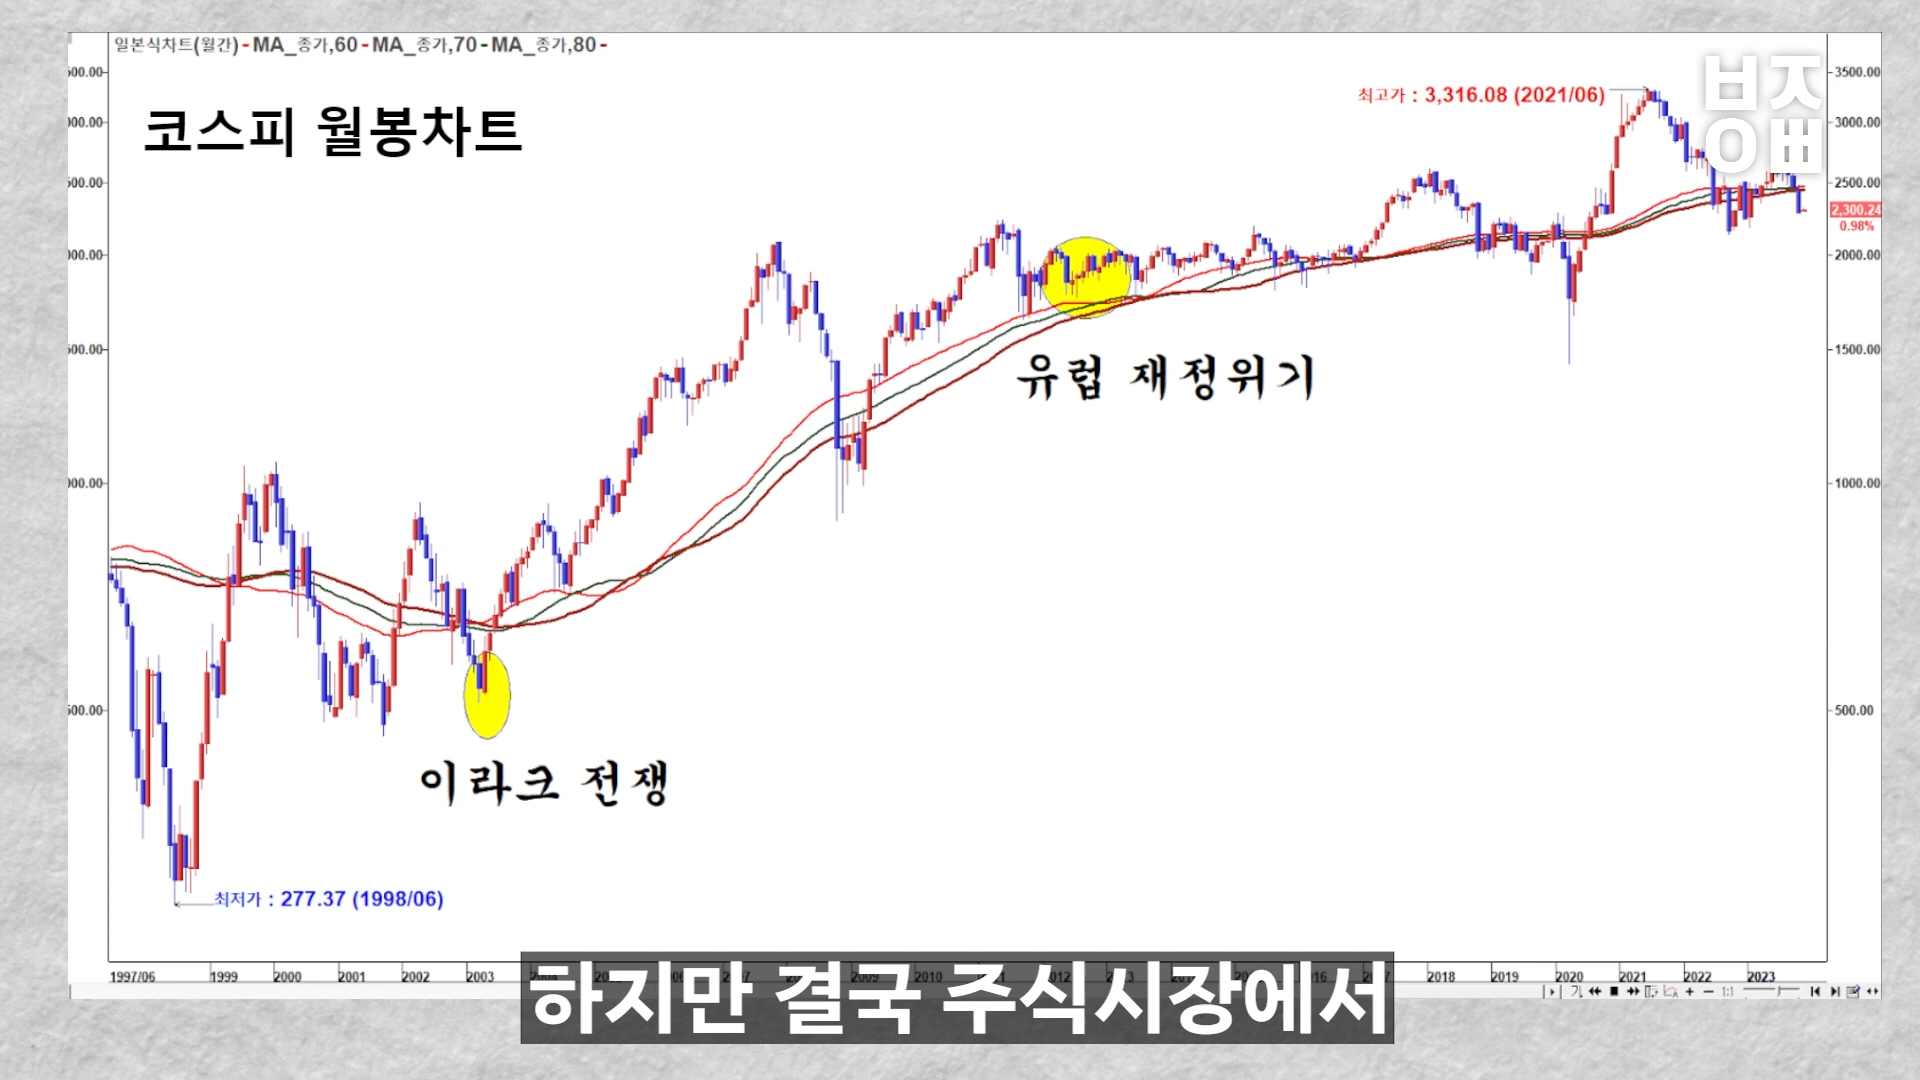 일본식차트(월간) - MA_종가,60 - MA_종가,70 - MA_종가,80 -
코스피 월봉차트
최고가 : 3,316.08 (2021/06)
3500.00
3000.00
2500.00
2,300.24
0.98%
2000.00
1500.00
1000.00
500.00
유럽 재정위기
이라크 전쟁
최저가 : 277.37 (1998/06)
1997/06 1999 2000 2001 2002 2003 2018 2019 2020 2021 2022 2023
하지만 결국 주식시장에서